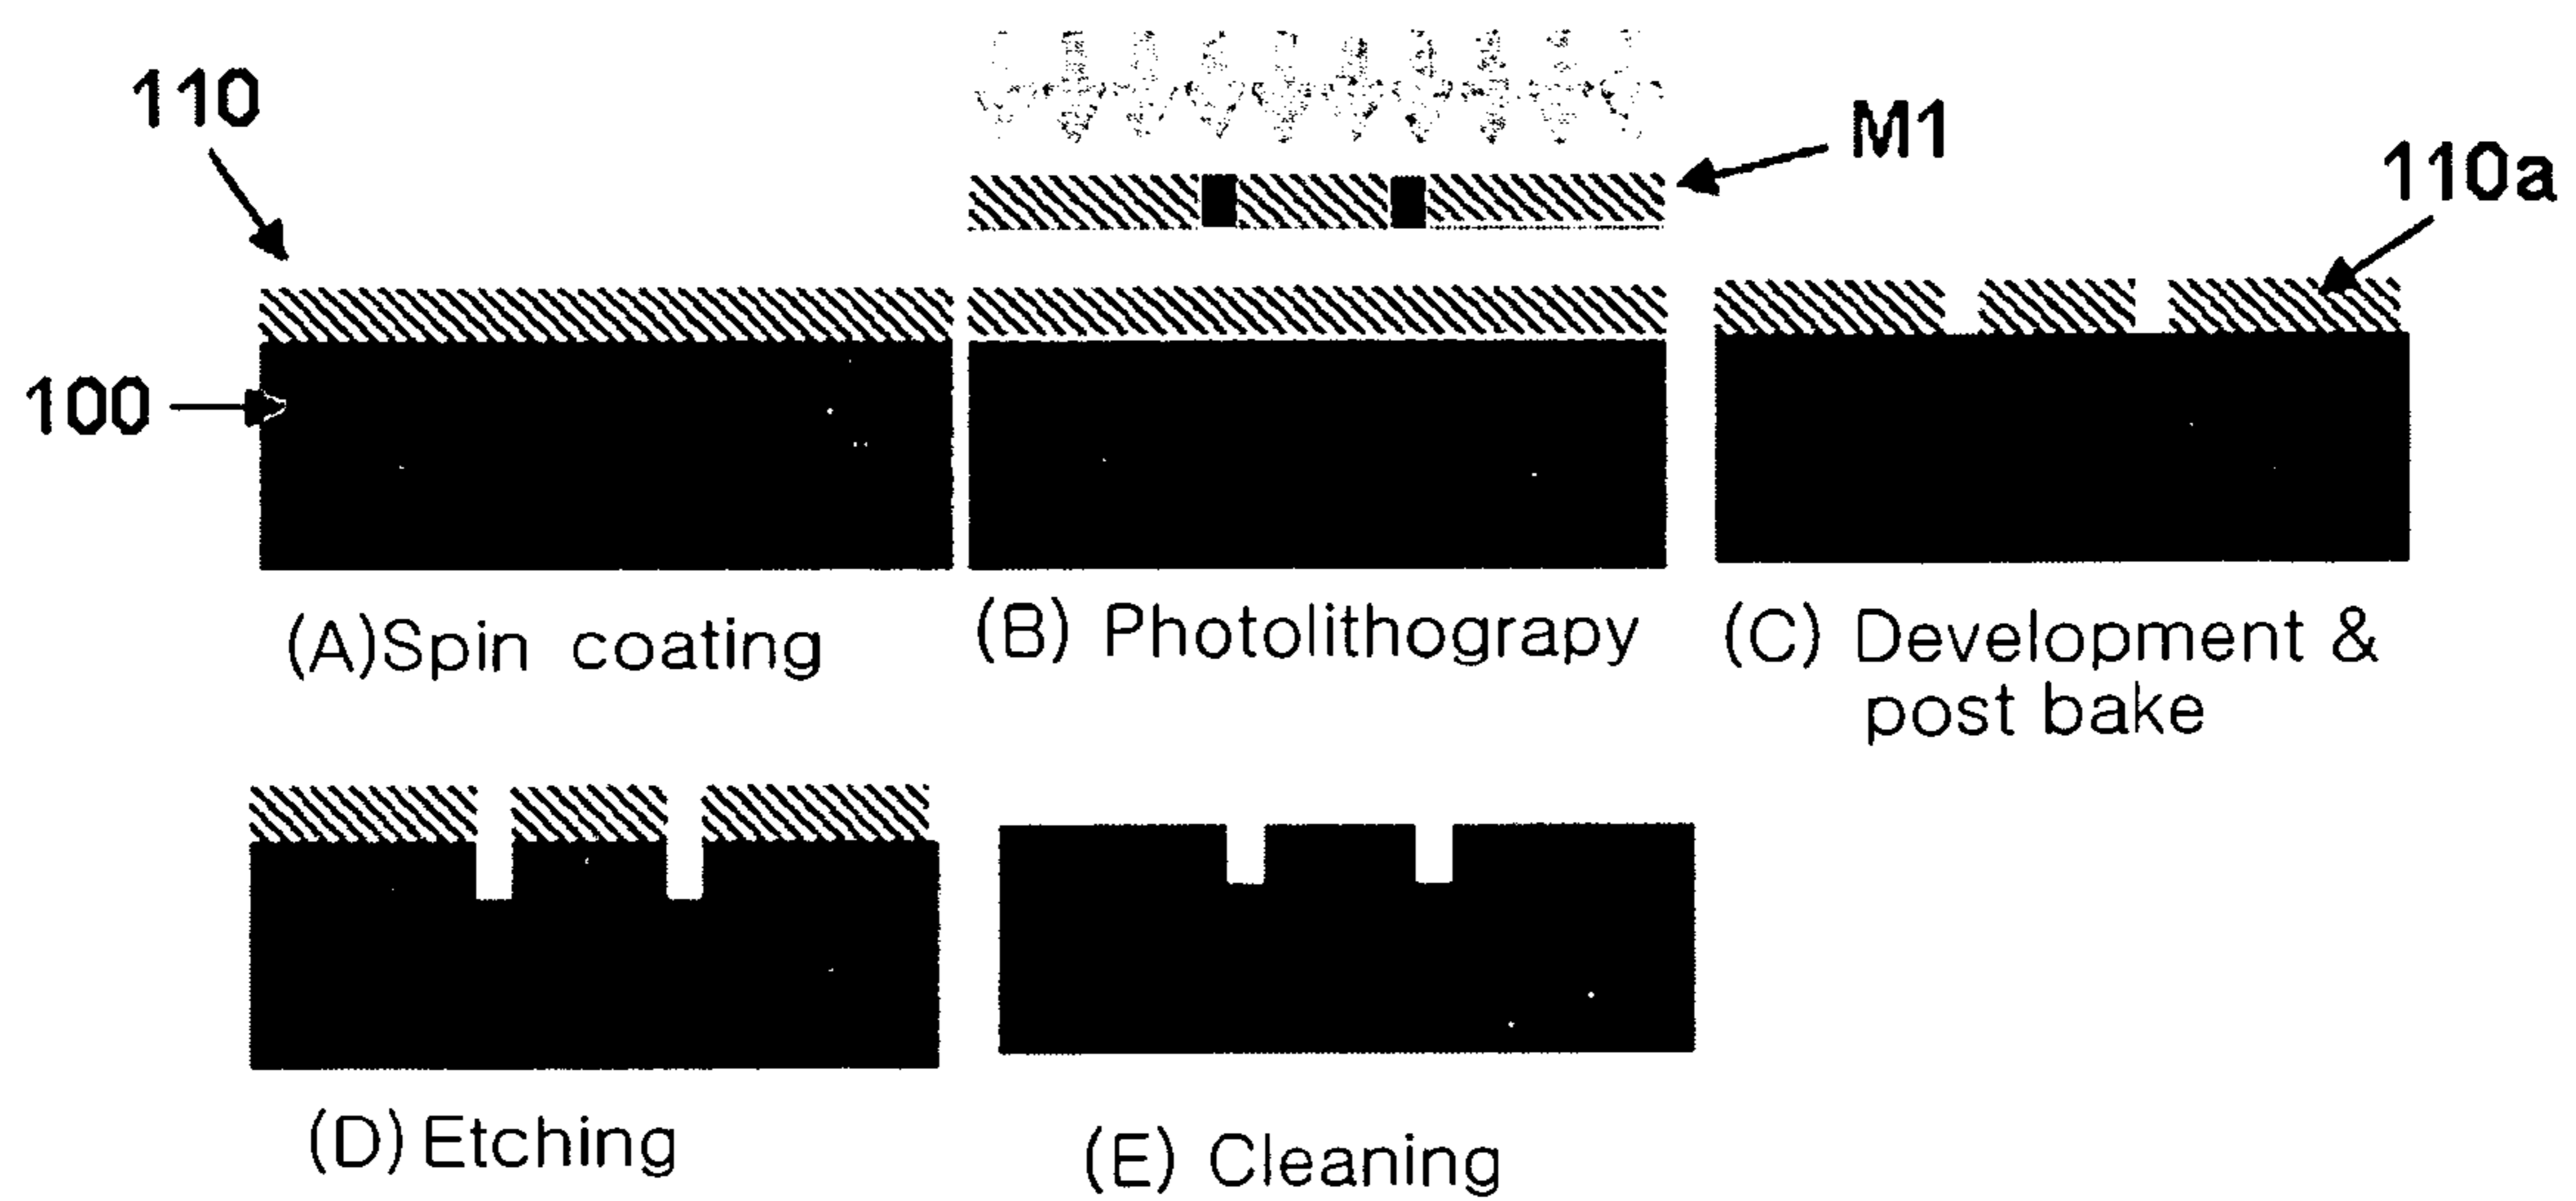 110
M1
110a
100
(A)Spin coating
(B) Photolithograpy
(C) Development &
post bake
(D) Etching
(E) Cleaning